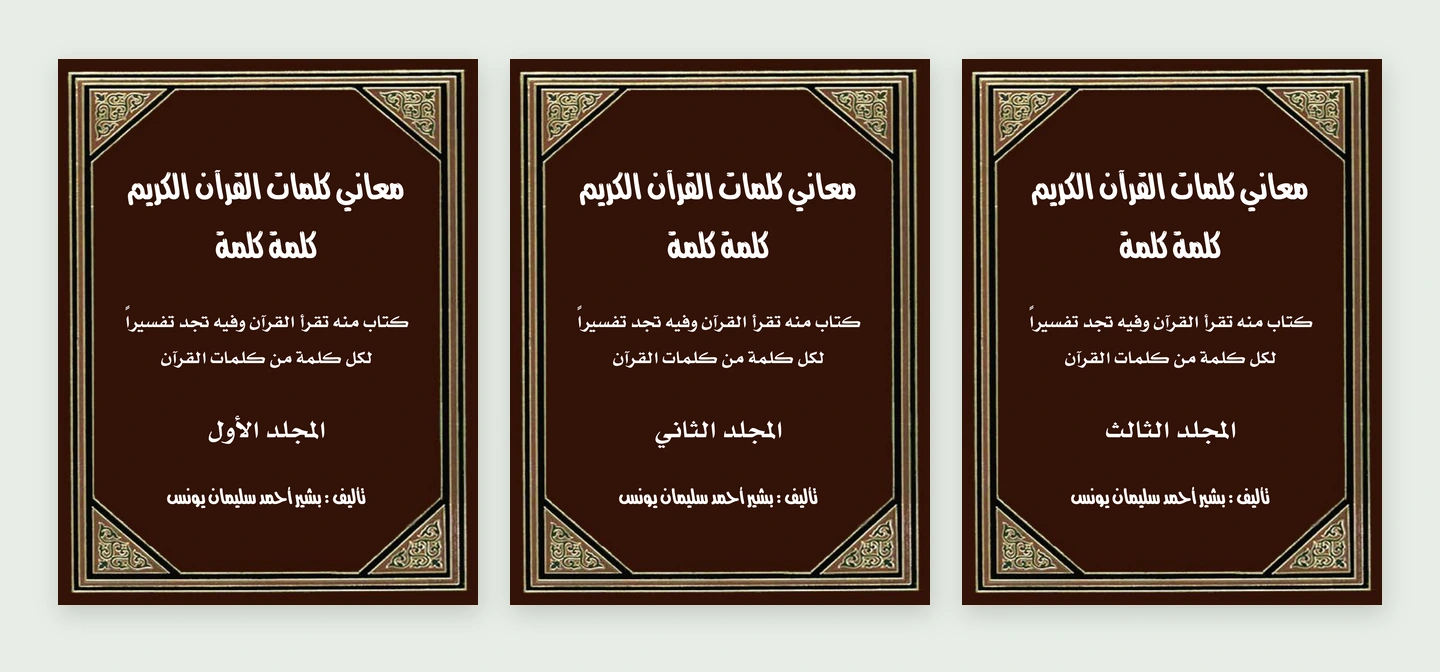 معاني كلمات القرآن الكريم
كلمة كلمة
كتاب منه تقرأ القرآن وفيه تجد تفسيراً
لكل كلمة من كلمات القرآن
المجلد الأول
تأليف : بشير أحمد سليمان يونس
معاني كلمات القرآن الكريم
كلمة كلمة
كتاب منه تقرأ القرآن وفيه تجد تفسيراً
لكل كلمة من كلمات القرآن
المجلد الثاني
تأليف : بشير أحمد سليمان يونس
معاني كلمات القرآن الكريم
كلمة كلمة
كتاب منه تقرأ القرآن وفيه تجد تفسيراً
لكل كلمة من كلمات القرآن
المجلد الثالث
تأليف : بشير أحمد سليمان يونس